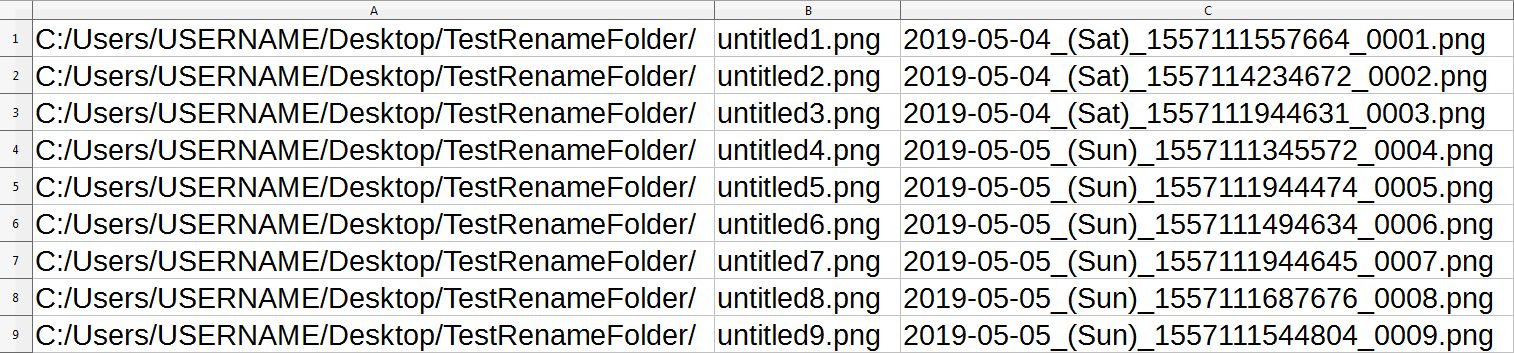 A B C
1 C:/Users/USERNAME/Desktop/TestRenameFolder/ untitled1.png 2019-05-04_(Sat)_1557111557664_0001.png
2 C:/Users/USERNAME/Desktop/TestRenameFolder/ untitled2.png 2019-05-04_(Sat)_1557114234672_0002.png
3 C:/Users/USERNAME/Desktop/TestRenameFolder/ untitled3.png 2019-05-04_(Sat)_1557111944631_0003.png
4 C:/Users/USERNAME/Desktop/TestRenameFolder/ untitled4.png 2019-05-05_(Sun)_1557111345572_0004.png
5 C:/Users/USERNAME/Desktop/TestRenameFolder/ untitled5.png 2019-05-05_(Sun)_1557111944474_0005.png
6 C:/Users/USERNAME/Desktop/TestRenameFolder/ untitled6.png 2019-05-05_(Sun)_1557111494634_0006.png
7 C:/Users/USERNAME/Desktop/TestRenameFolder/ untitled7.png 2019-05-05_(Sun)_1557111944645_0007.png
8 C:/Users/USERNAME/Desktop/TestRenameFolder/ untitled8.png 2019-05-05_(Sun)_1557111687676_0008.png
9 C:/Users/USERNAME/Desktop/TestRenameFolder/ untitled9.png 2019-05-05_(Sun)_1557111544804_0009.png